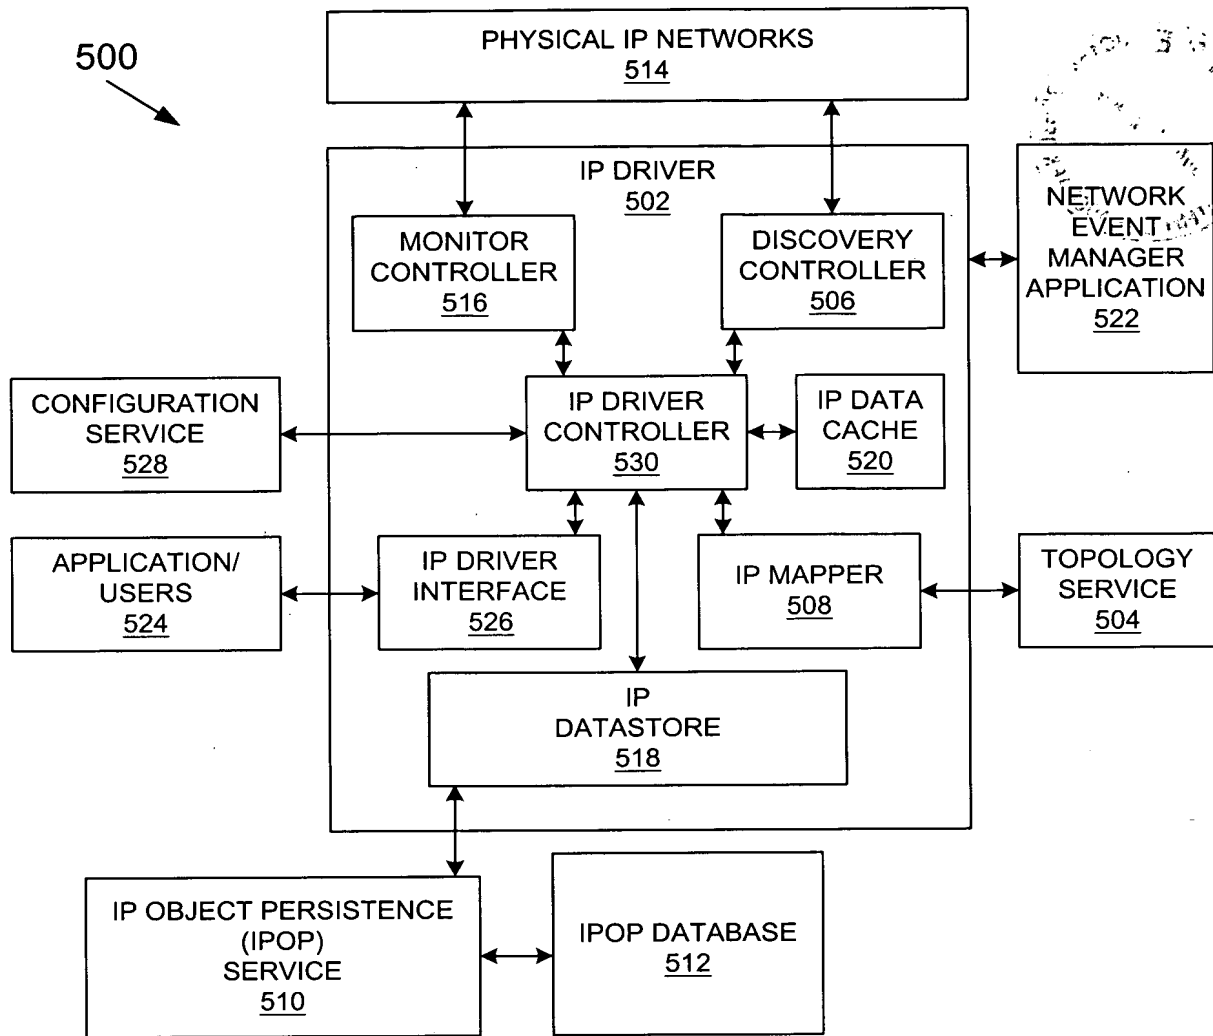 500
PHYSICAL IP NETWORKS
514
IP DRIVER
502
MONITOR
CONTROLLER
516
DISCOVERY
CONTROLLER
506
NETWORK
EVENT
MANAGER
APPLICATION
522
CONFIGURATION
SERVICE
528
IP DRIVER
CONTROLLER
530
IP DATA
CACHE
520
APPLICATION/
USERS
524
IP DRIVER
INTERFACE
526
IP MAPPER
508
TOPOLOGY
SERVICE
504
IP
DATASTORE
518
IP OBJECT PERSISTENCE
(IPOP)
SERVICE
510
IPOP DATABASE
512